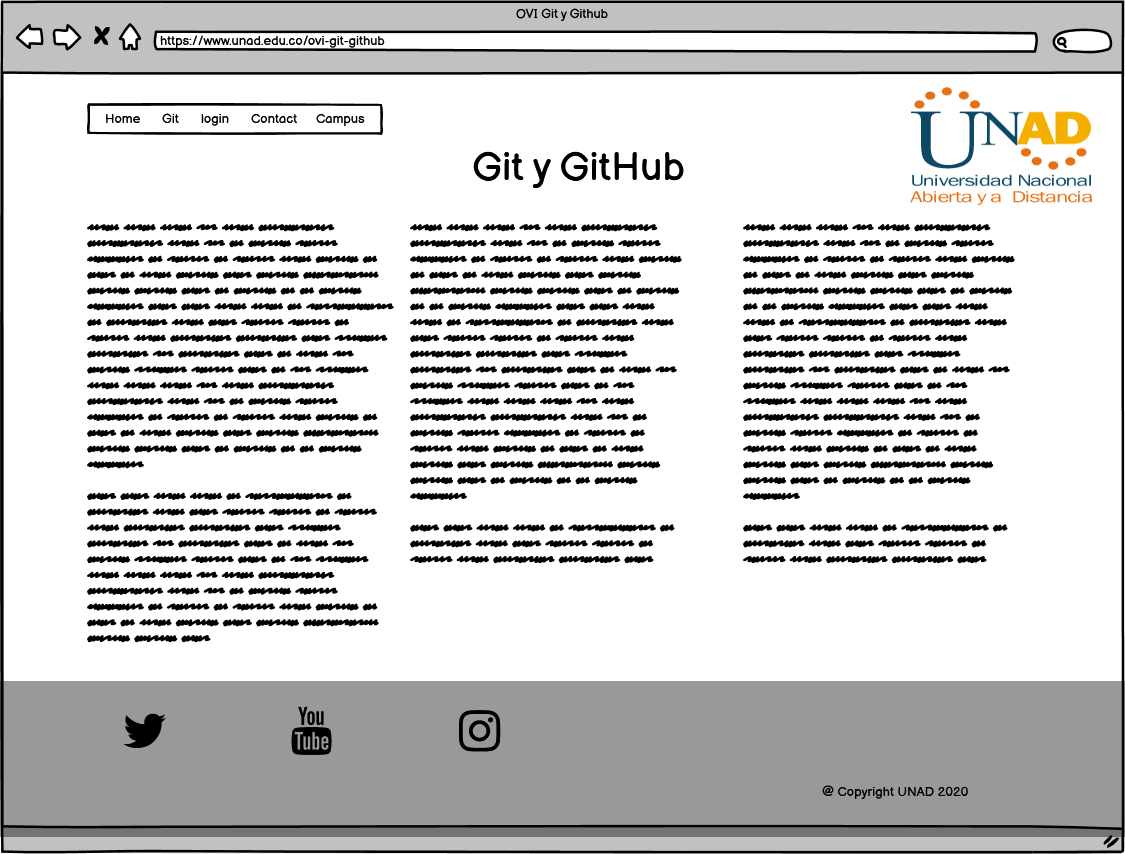 OVI Git y Github
https://www.unad.edu.co/ovi-git-github
Home Git login Contact Campus
UNAD
Universidad Nacional
Abierta y a Distancia
Git y GitHub
You
Tube
@ Copyright UNAD 2020